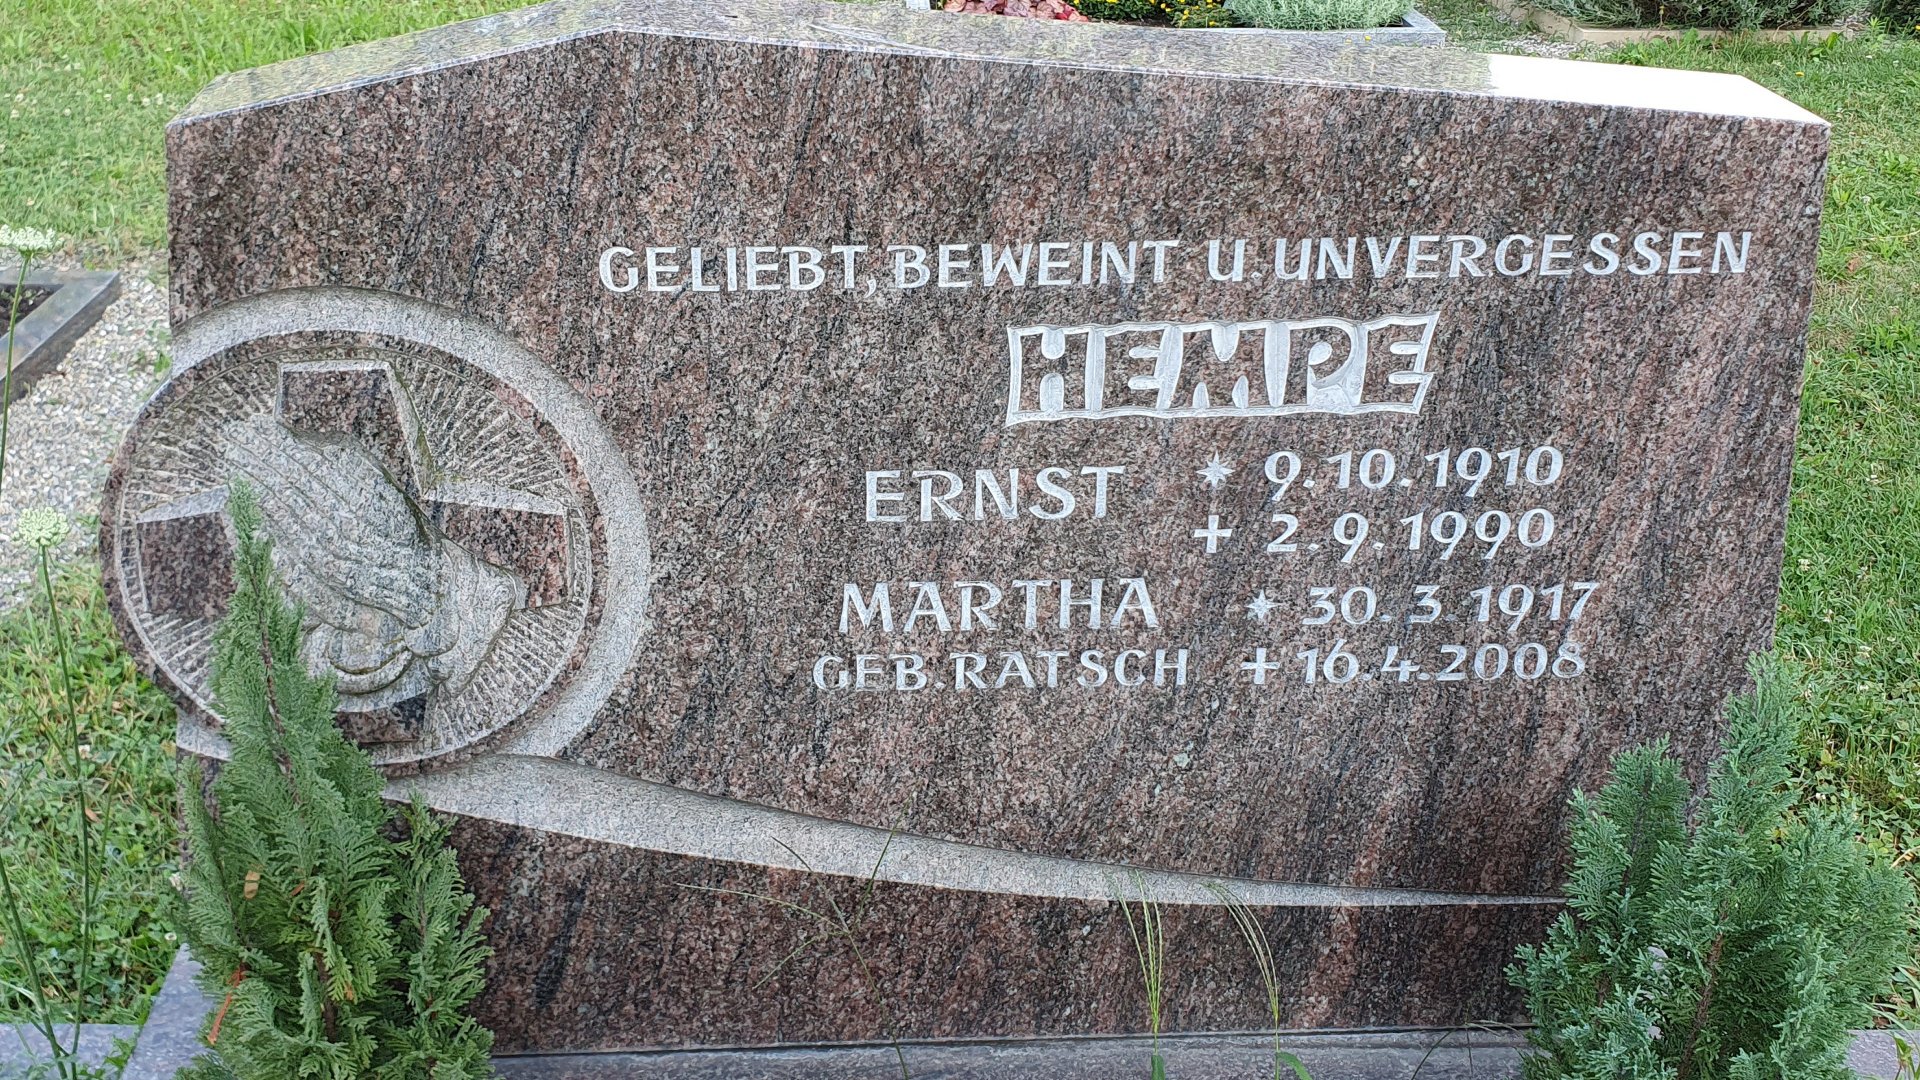 GELIEBT, BEWEINT U. UNVERGESSEN
HEMPE
ERNST * 9.10.1910
+ 2.9.1990
MARTHA * 30.3.1917
GEB. RATSCH + 16.4.2008